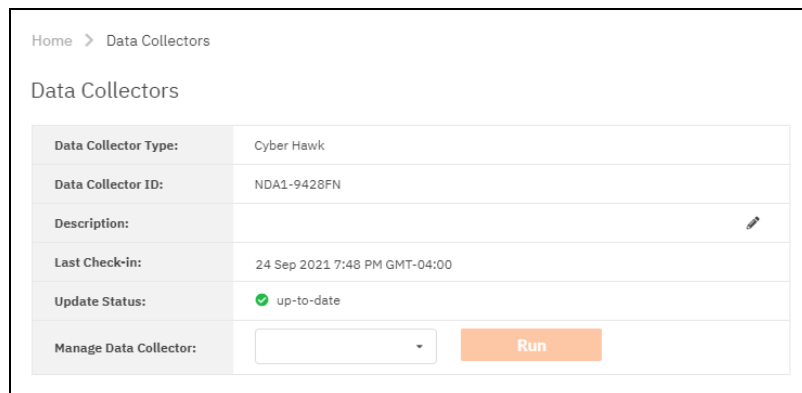 Home > Data Collectors
Data Collectors
Data Collector Type: Cyber Hawk
Data Collector ID: NDA1-9428FN
Description:
Last Check-in: 24 Sep 2021 7:48 PM GMT-04:00
Update Status: up-to-date
Manage Data Collector: Run